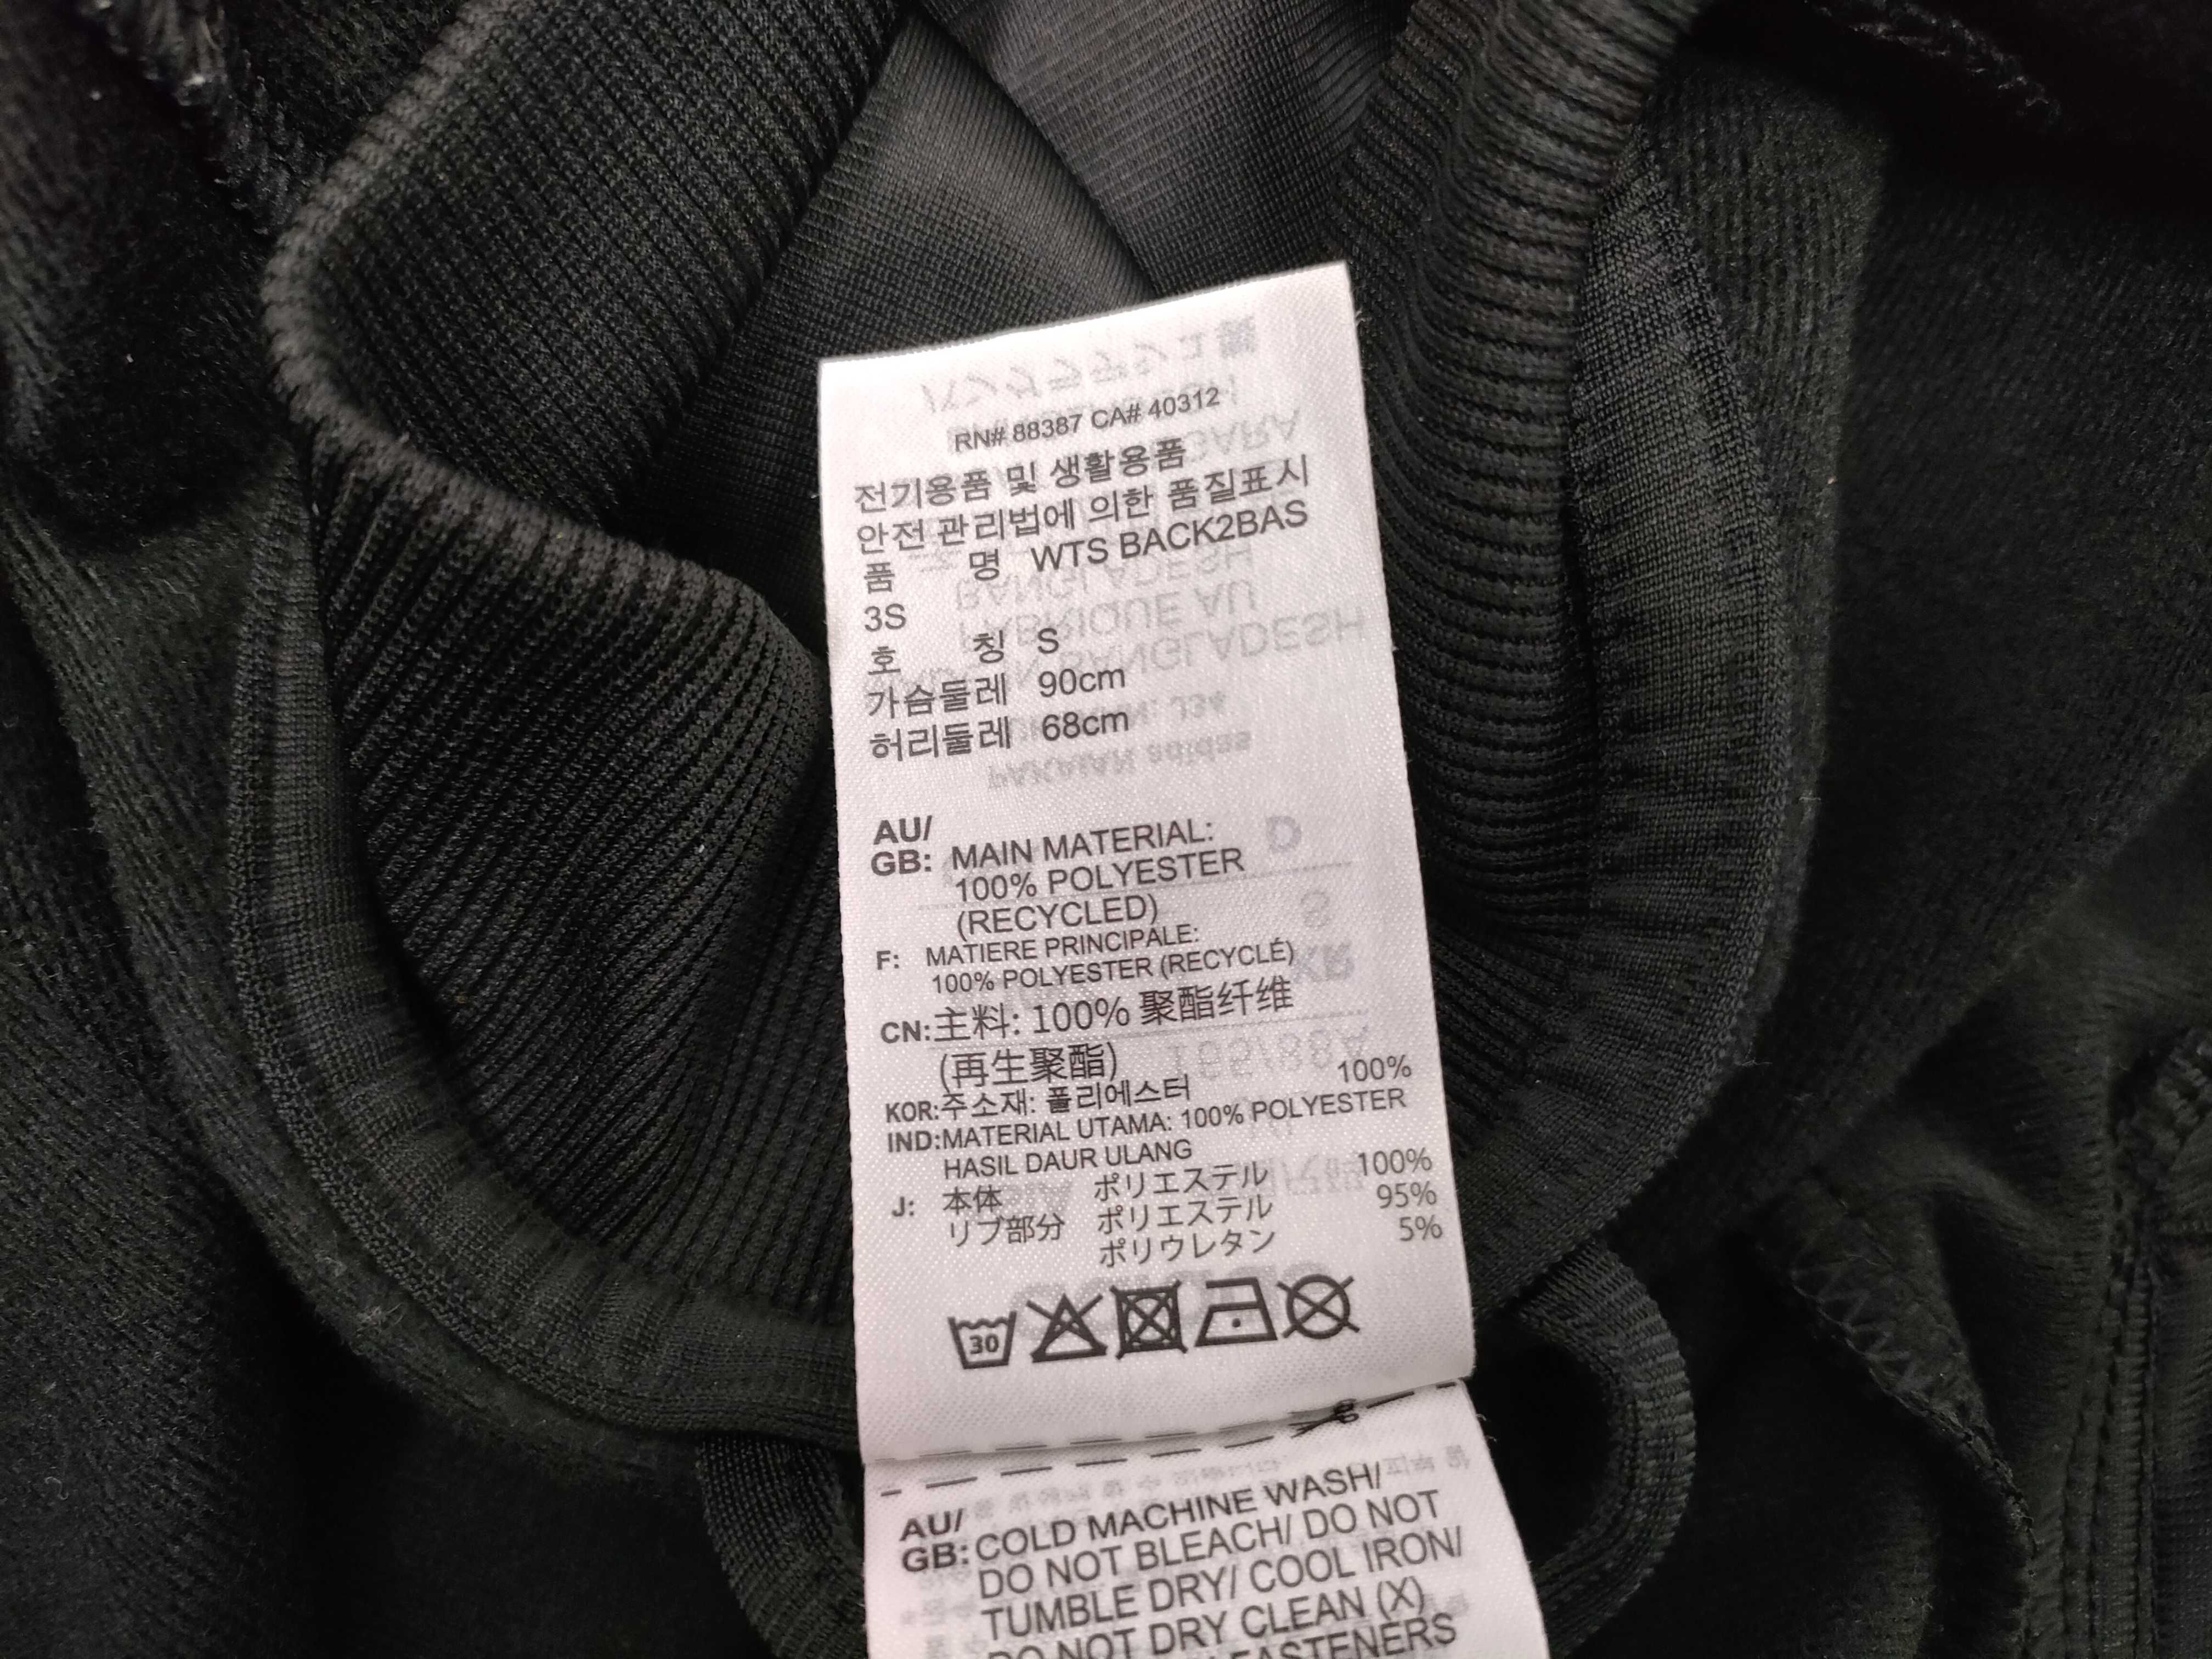 RN# 88387 CA# 40312
전기용품 및 생활용품
안전 관리법에 의한 품질표시
품 명 WTS BACK2BAS
3S
호 칭 S
가슴둘레 90cm
허리둘레 68cm
AU/
GB: MAIN MATERIAL:
100% POLYESTER
(RECYCLED)
F: MATIERE PRINCIPALE:
100% POLYESTER (RECYCLÉ)
CN: 主料: 100% 聚酯纤维
(再生聚酯)
KOR: 주소재: 폴리에스터 100%
IND: MATERIAL UTAMA: 100% POLYESTER
HASIL DAUR ULANG
J: 本体 ポリエステル 100%
リブ部分 ポリエステル 95%
ポリウレタン 5%
30
AU/
GB: COLD MACHINE WASH/
DO NOT BLEACH/ DO NOT
TUMBLE DRY/ COOL IRON/
DO NOT DRY CLEAN (X)
FASTENERS